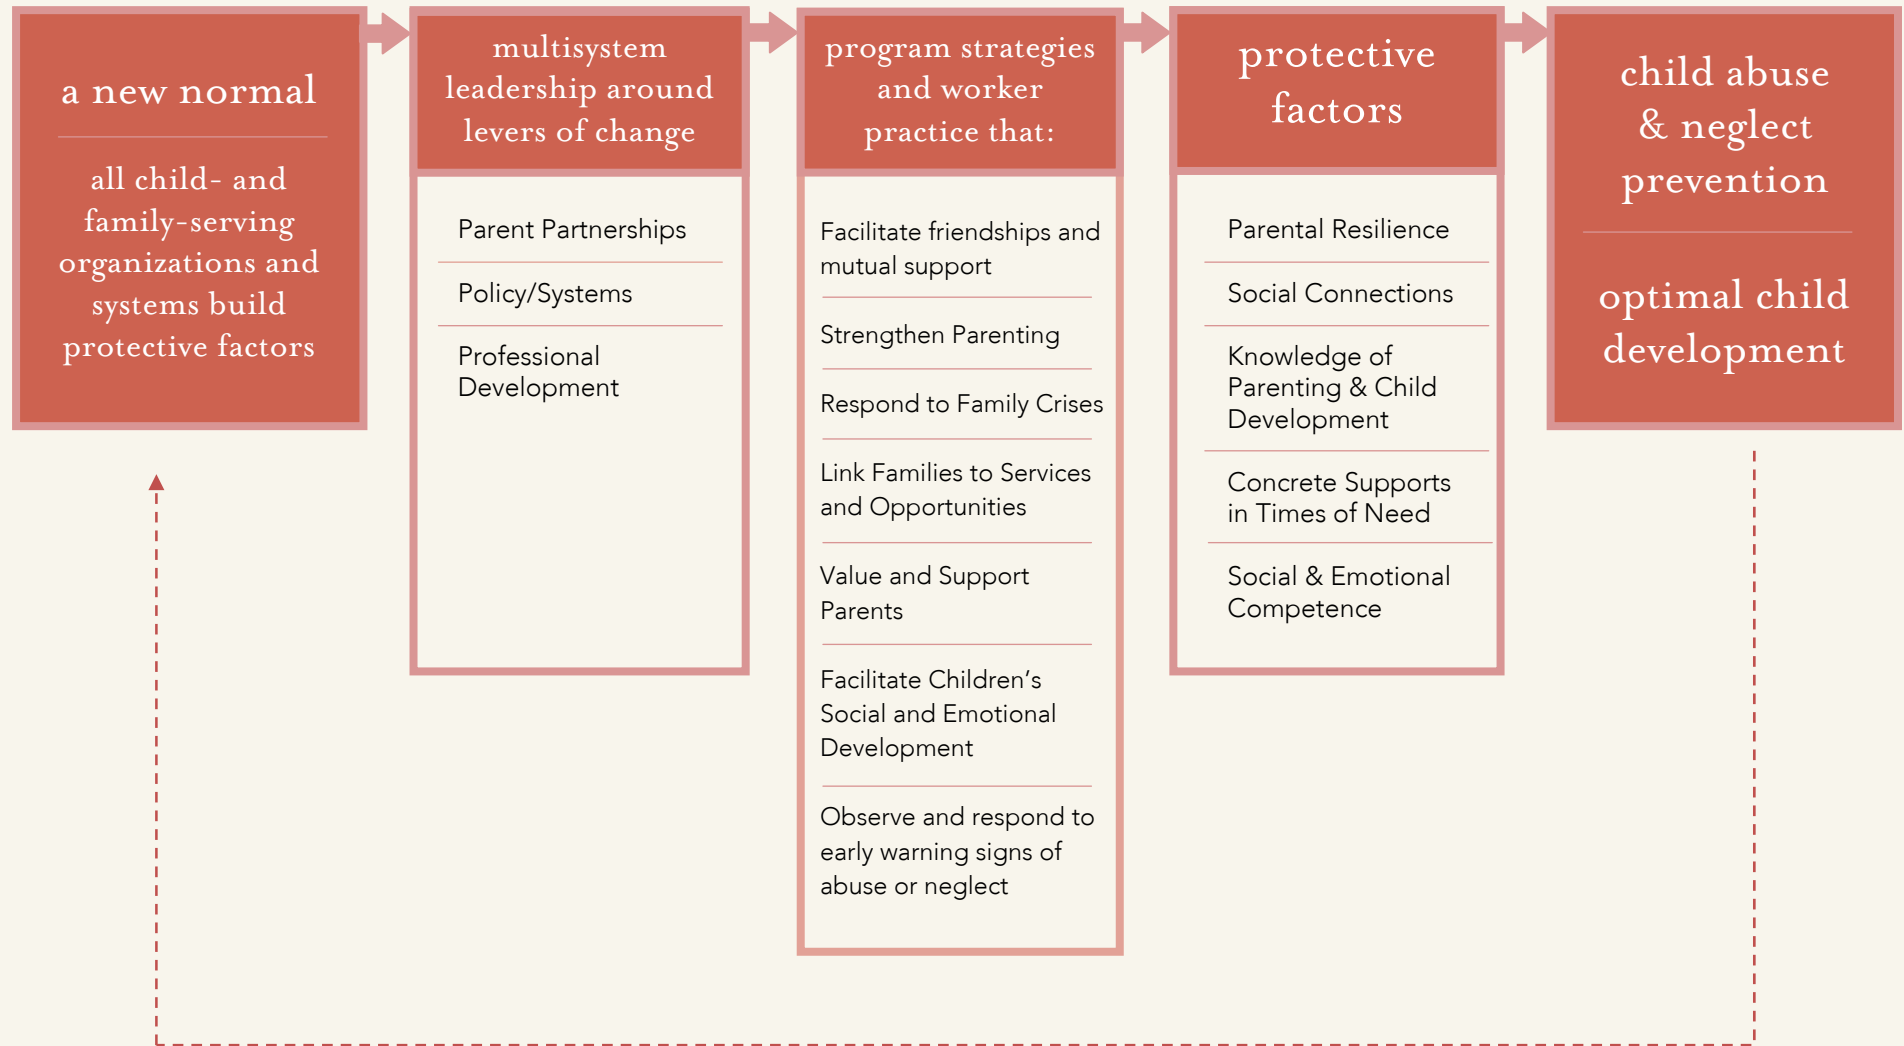 a new normal
all child- and
family-serving
organizations and
systems build
protective factors
multisystem
leadership around
levers of change
Parent Partnerships
Policy/Systems
Professional
Development
program strategies
and worker
practice that:
Facilitate friendships and
mutual support
Strengthen Parenting
Respond to Family Crises
Link Families to Services
and Opportunities
Value and Support
Parents
Facilitate Children’s
Social and Emotional
Development
Observe and respond to
early warning signs of
abuse or neglect
protective
factors
Parental Resilience
Social Connections
Knowledge of
Parenting & Child
Development
Concrete Supports
in Times of Need
Social & Emotional
Competence
child abuse
& neglect
prevention
optimal child
development